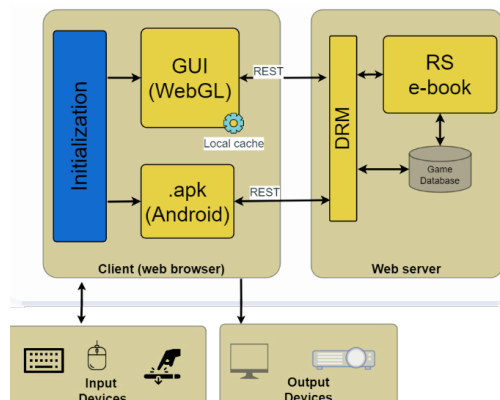 Initialization
GUI
(WebGL)
Local cache
.apk
(Android)
REST
REST
Client (web browser)
DRM
RS
e-book
Game
Database
Web server
Input
Devices
Output
Devices